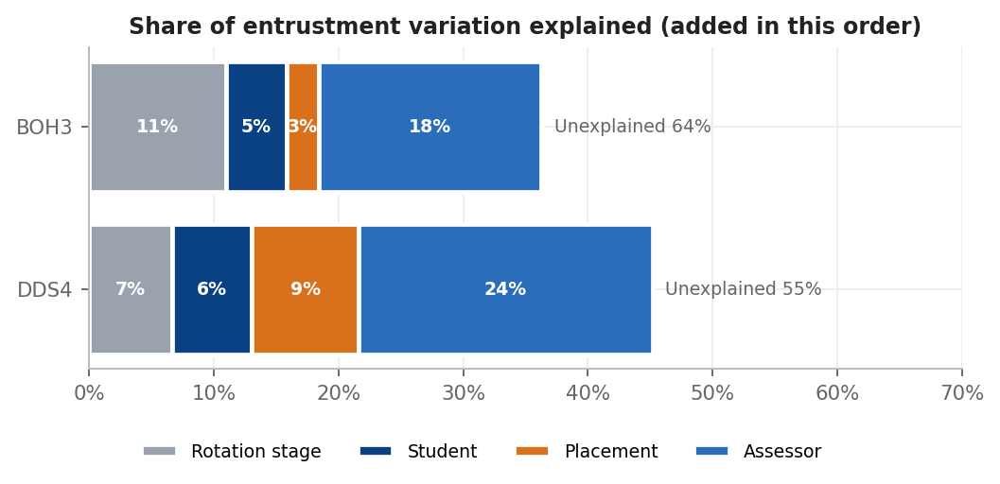 Share of entrustment variation explained (added in this order)
BOH3
11%
5%
3%
18%
Unexplained 64%
DDS4
7%
6%
9%
24%
Unexplained 55%
0%
10%
20%
30%
40%
50%
60%
70%
Rotation stage
Student
Placement
Assessor